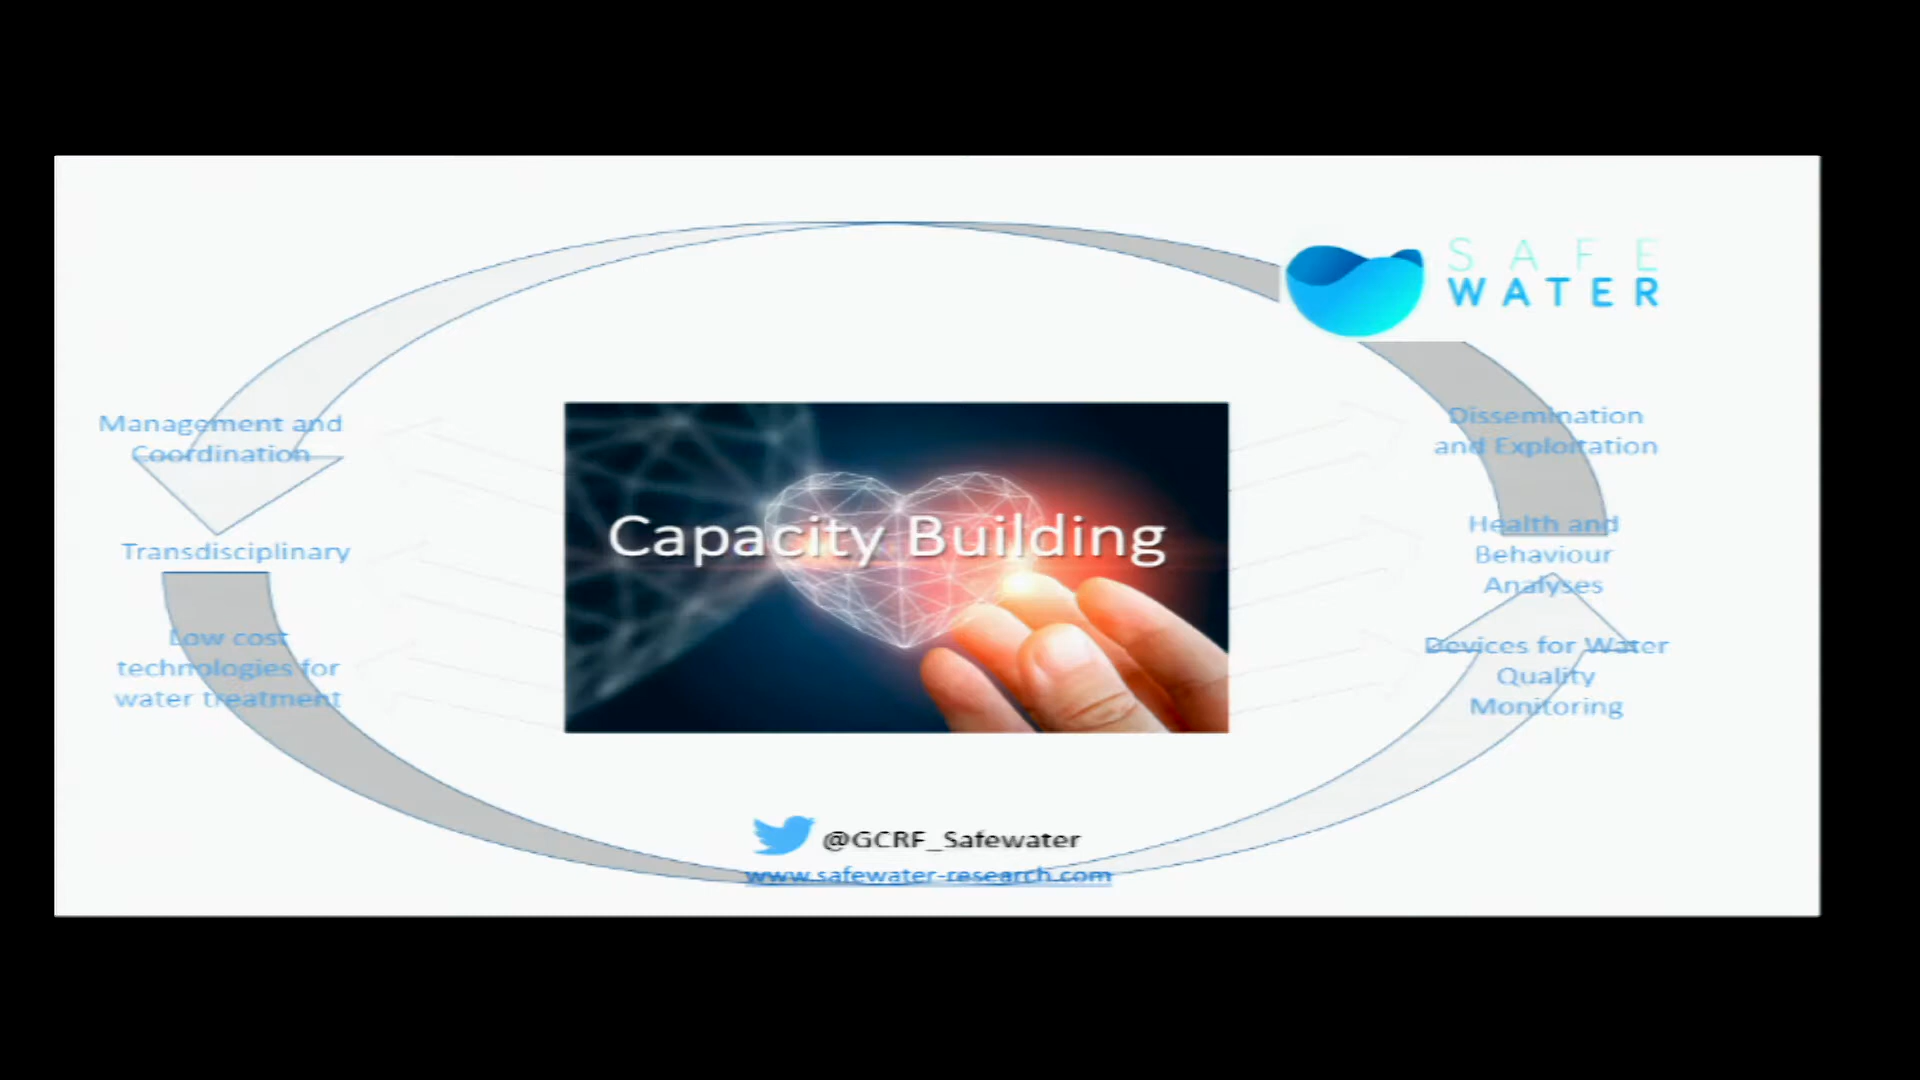 SAFE
WATER
Management and
Coordination
Transdisciplinary
Low cost
technologies for
water treatment
Capacity Building
Dissemination
and Exploitation
Health and
Behaviour
Analyses
Devices for Water
Quality
Monitoring
@GCRF_Safewater
www.safewater-research.com